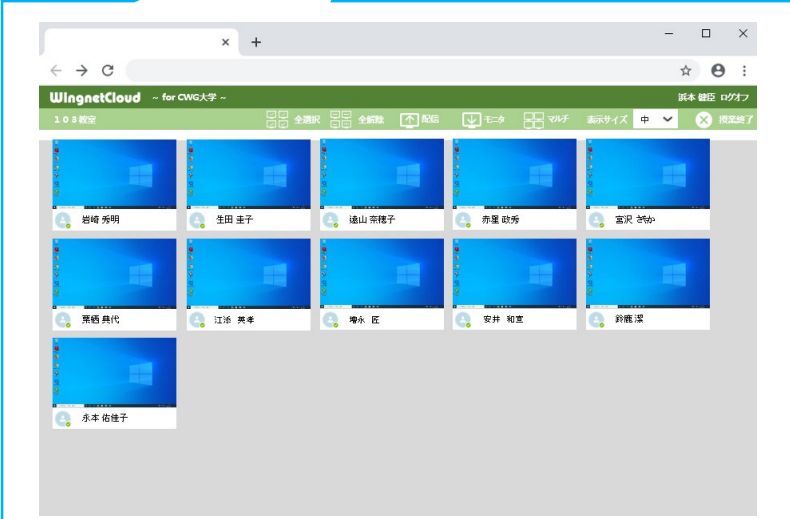 WingnetCloud ~ for CWG大学 ~ 浜本 健臣 ログオフ
103教室 全選択 全解除 配信 モニタ マルチ 表示サイズ 中 授業終了
岩崎 秀明 生田 圭子 遠山 奈穂子 赤星 政秀 宮沢 さやか
栗栖 典代 江添 英孝 増永 匠 安井 和宣 鈴鹿 潔
永本 佑佳子